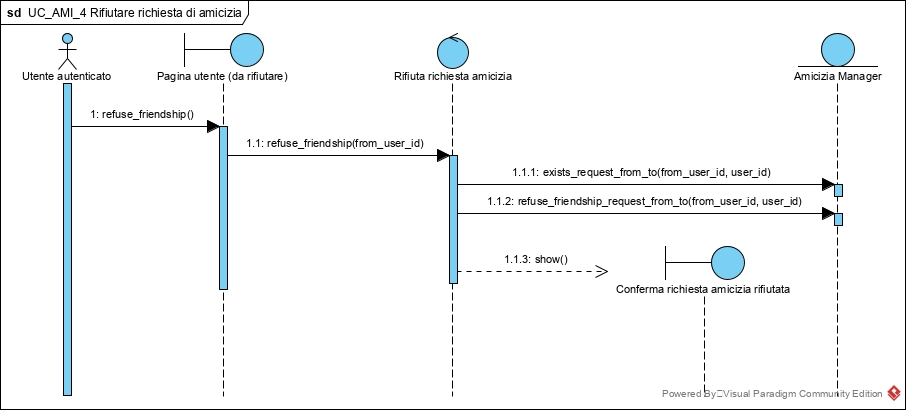 sd UC_AMI_4 Rifiutare richiesta di amicizia
Utente autenticato
Pagina utente (da rifiutare)
Rifiuta richiesta amicizia
Amicizia Manager
1: refuse_friendship()
1.1: refuse_friendship(from_user_id)
1.1.1: exists_request_from_to(from_user_id, user_id)
1.1.2: refuse_friendship_request_from_to(from_user_id, user_id)
1.1.3: show()
Conferma richiesta amicizia rifiutata
Powered By Visual Paradigm Community Edition